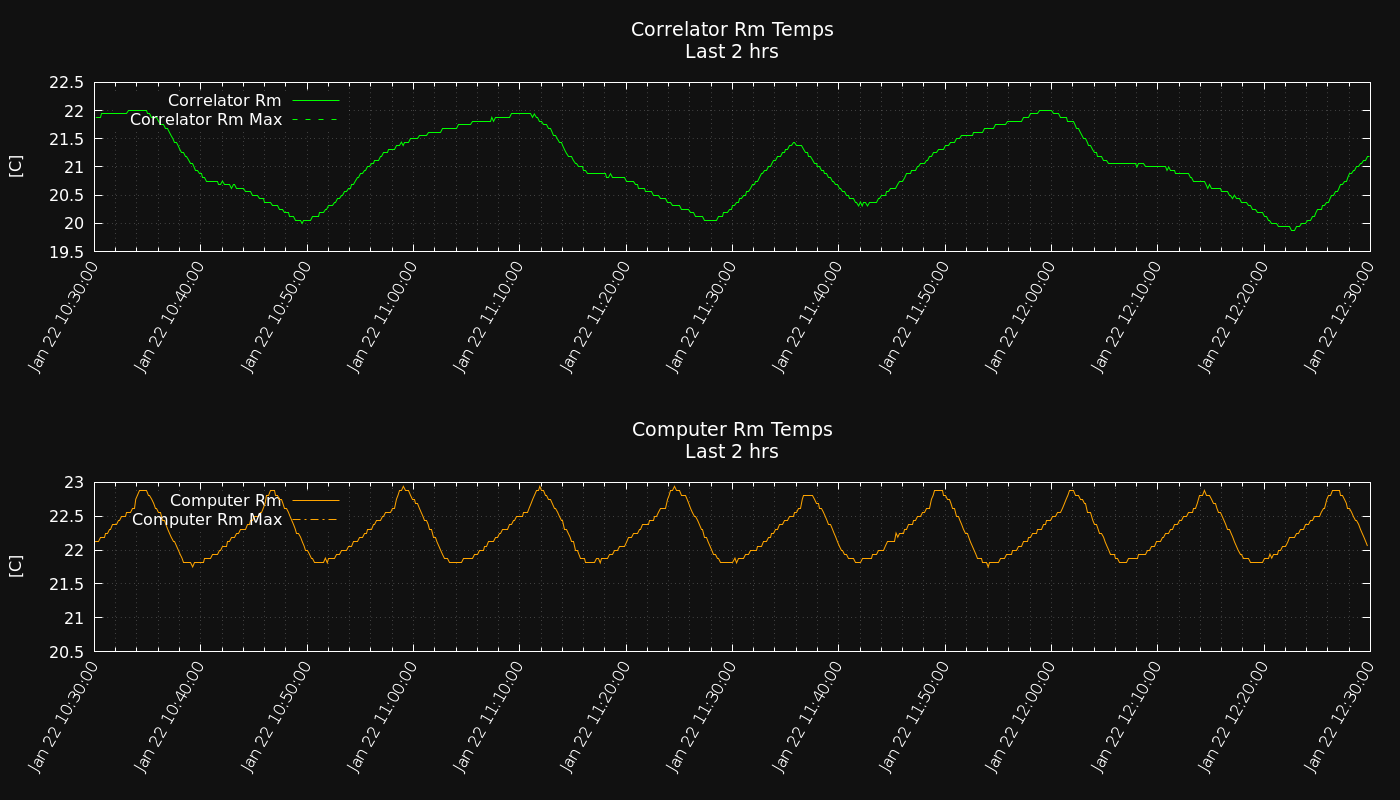 Correlator Rm Temps
Last 2 hrs
Correlator Rm
Correlator Rm Max
[C]
22.5
22
21.5
21
20.5
20
19.5
Jan 22 10:30:00
Jan 22 10:40:00
Jan 22 10:50:00
Jan 22 11:00:00
Jan 22 11:10:00
Jan 22 11:20:00
Jan 22 11:30:00
Jan 22 11:40:00
Jan 22 11:50:00
Jan 22 12:00:00
Jan 22 12:10:00
Jan 22 12:20:00
Jan 22 12:30:00
Computer Rm Temps
Last 2 hrs
Computer Rm
Computer Rm Max
[C]
23
22.5
22
21.5
21
20.5
Jan 22 10:30:00
Jan 22 10:40:00
Jan 22 10:50:00
Jan 22 11:00:00
Jan 22 11:10:00
Jan 22 11:20:00
Jan 22 11:30:00
Jan 22 11:40:00
Jan 22 11:50:00
Jan 22 12:00:00
Jan 22 12:10:00
Jan 22 12:20:00
Jan 22 12:30:00